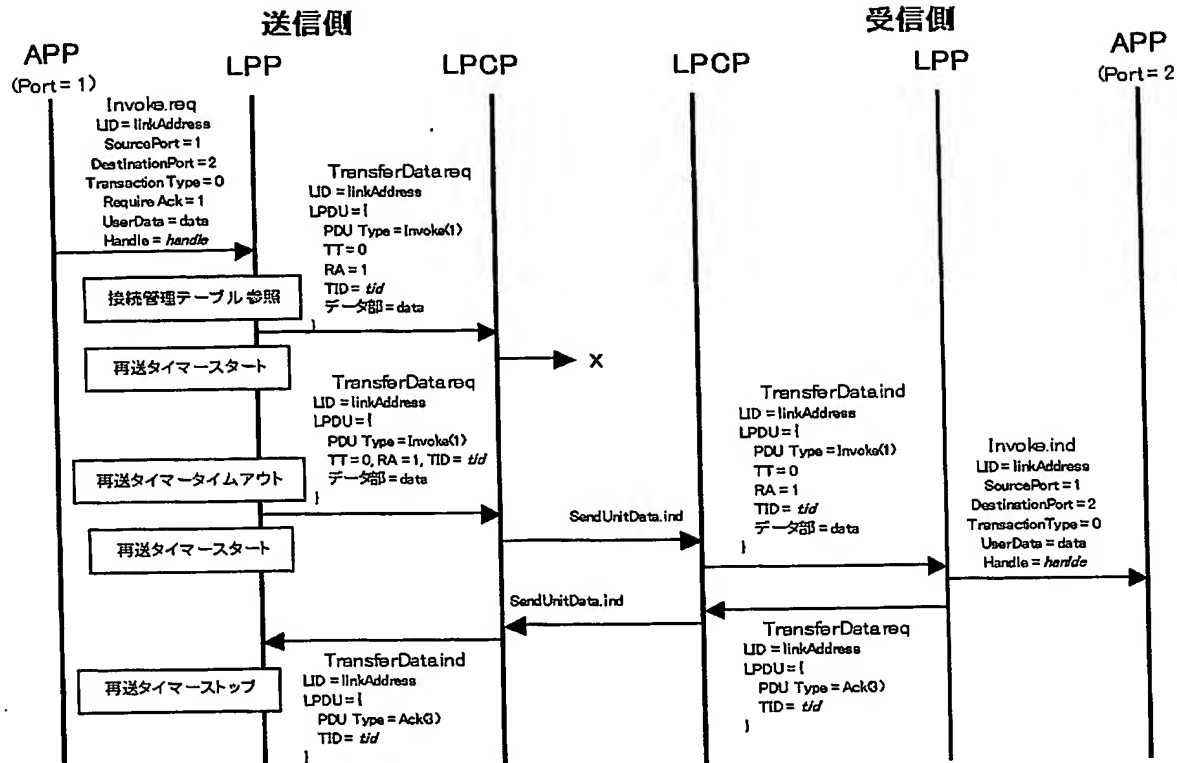 送信側
受信側
APP
(Port = 1)
LPP
LPCP
LPCP
LPP
APP
(Port = 2
Invoke.req
LID = linkAddress
SourcePort = 1
DestinationPort = 2
Transaction Type = 0
Require Ack = 1
UserData = data
Handle = handle
接続管理テーブル 参照
TransferData.req
LID = linkAddress
LPDU = {
PDU Type = Invoke(1)
TT = 0
RA = 1
TID = tid
データ部 = data
}
再送タイマースタート
X
TransferData.req
LID = linkAddress
LPDU = {
PDU Type = Invoke(1)
TT = 0, RA = 1, TID = tid
データ部 = data
}
再送タイマータイムアウト
再送タイマースタート
SendUnitData.ind
TransferData.ind
LID = linkAddress
LPDU = {
PDU Type = Invoke(1)
TT = 0
RA = 1
TID = tid
データ部 = data
}
Invoke.ind
LID = linkAddress
SourcePort = 1
DestinationPort = 2
TransactionType = 0
UserData = data
Handle = handle
SendUnitData.ind
TransferData.req
LID = linkAddress
LPDU = {
PDU Type = Ack(3)
TID = tid
}
TransferData.ind
LID = linkAddress
LPDU = {
PDU Type = Ack(3)
TID = tid
}
再送タイマーストップ